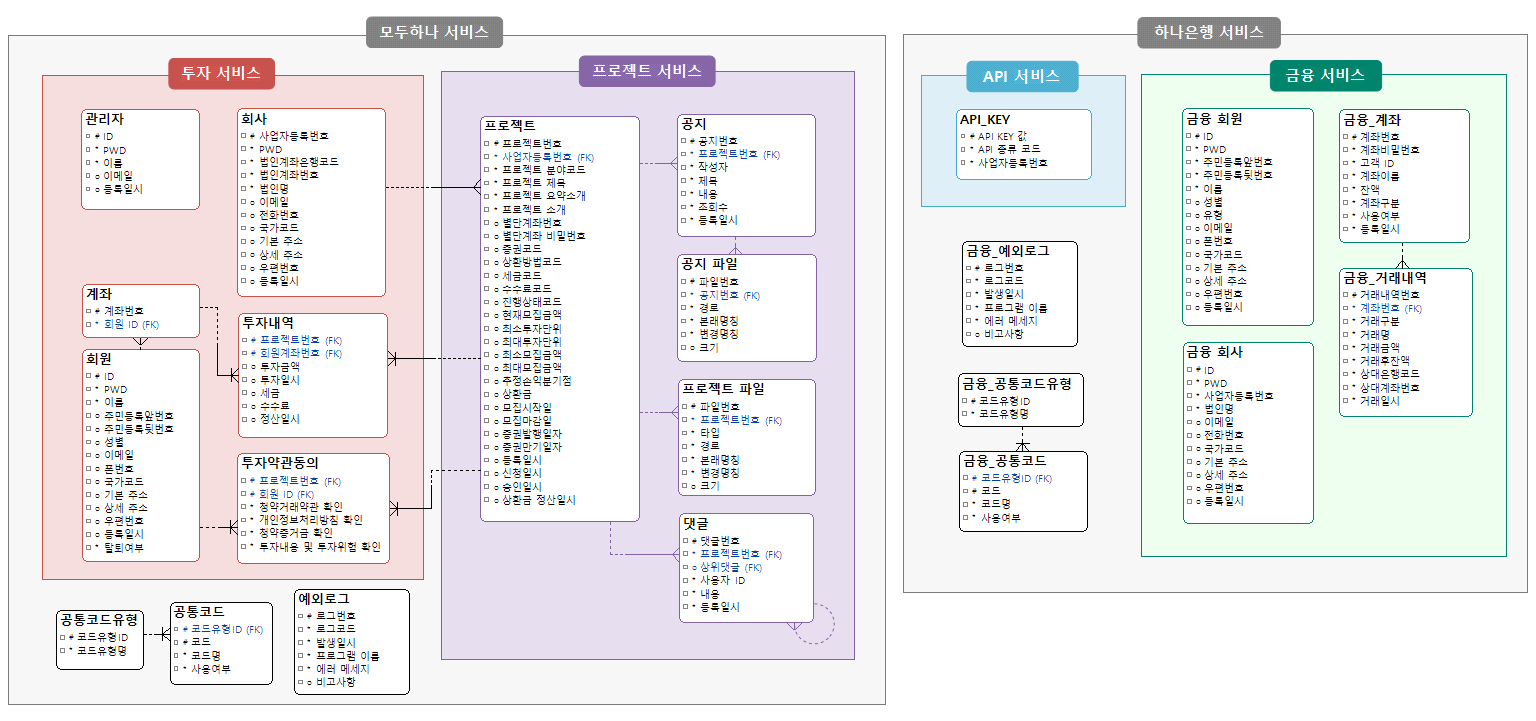 모두하나 서비스
투자 서비스
관리자
# ID
* PWD
* 이름
o 이메일
o 등록일시
회사
# 사업자등록번호
* PWD
* 법인계좌은행코드
* 법인계좌번호
* 법인명
o 이메일
o 전화번호
o 국가코드
o 기본 주소
o 상세 주소
o 우편번호
o 등록일시
계좌
# 계좌번호
* 회원 ID (FK)
회원
# ID
* PWD
* 이름
o 주민등록앞번호
o 주민등록뒷번호
o 성별
o 이메일
o 폰번호
o 국가코드
o 기본 주소
o 상세 주소
o 우편번호
o 등록일시
* 탈퇴여부
투자내역
# 프로젝트번호 (FK)
# 회원계좌번호 (FK)
o 투자금액
o 투자일시
o 세금
o 수수료
o 정산일시
투자약관동의
# 프로젝트번호 (FK)
# 회원 ID (FK)
* 청약거래약관 확인
* 개인정보처리방침 확인
* 청약증거금 확인
* 투자내용 및 투자위험 확인
프로젝트 서비스
프로젝트
# 프로젝트번호
* 사업자등록번호 (FK)
* 프로젝트 분야코드
* 프로젝트 제목
* 프로젝트 요약소개
* 프로젝트 소개
o 별단계좌번호
o 별단계좌 비밀번호
o 증권코드
o 상환방법코드
o 세금코드
o 수수료코드
o 진행상태코드
o 현재모집금액
o 최소투자단위
o 최대투자단위
o 최소모집금액
o 최대모집금액
o 추정손익분기점
o 상환금
o 모집시작일
o 모집마감일
o 증권발행일자
o 증권만기일자
o 등록일시
o 신청일시
o 승인일시
o 상환금 정산일시
공지
# 공지번호
* 프로젝트번호 (FK)
* 작성자
* 제목
* 내용
* 조회수
* 등록일시
공지 파일
# 파일번호
* 공지번호 (FK)
* 경로
* 본래명칭
* 변경명칭
o 크기
프로젝트 파일
# 파일번호
* 프로젝트번호 (FK)
* 타입
* 경로
* 본래명칭
* 변경명칭
o 크기
댓글
# 댓글번호
* 프로젝트번호 (FK)
o 상위댓글 (FK)
* 사용자 ID
* 내용
* 등록일시
공통코드유형
# 코드유형ID
* 코드유형명
공통코드
# 코드유형ID (FK)
# 코드
* 코드명
* 사용여부
예외로그
# 로그번호
* 로그코드
* 발생일시
* 프로그램 이름
* 에러 메세지
o 비고사항
하나은행 서비스
API 서비스
API_KEY
# API KEY 값
* API 종류 코드
* 사업자등록번호
금융_예외로그
# 로그번호
* 로그코드
* 발생일시
* 프로그램 이름
* 에러 메세지
o 비고사항
금융_공통코드유형
# 코드유형ID
* 코드유형명
금융_공통코드
# 코드유형ID (FK)
# 코드
* 코드명
* 사용여부
금융 서비스
금융 회원
# ID
* PWD
* 주민등록앞번호
* 주민등록뒷번호
* 이름
o 성별
o 유형
o 이메일
o 폰번호
o 국가코드
o 기본 주소
o 상세 주소
o 우편번호
o 등록일시
금융 회사
# ID
* PWD
* 사업자등록번호
* 법인명
o 이메일
o 전화번호
o 국가코드
o 기본 주소
o 상세 주소
o 우편번호
o 등록일시
금융_계좌
# 계좌번호
* 계좌비밀번호
* 고객 ID
* 계좌이름
* 잔액
* 계좌구분
* 사용여부
* 등록일시
금융_거래내역
# 거래내역번호
* 계좌번호 (FK)
* 거래구분
* 거래명
* 거래금액
* 거래후잔액
* 상대은행코드
* 상대계좌번호
* 거래일시